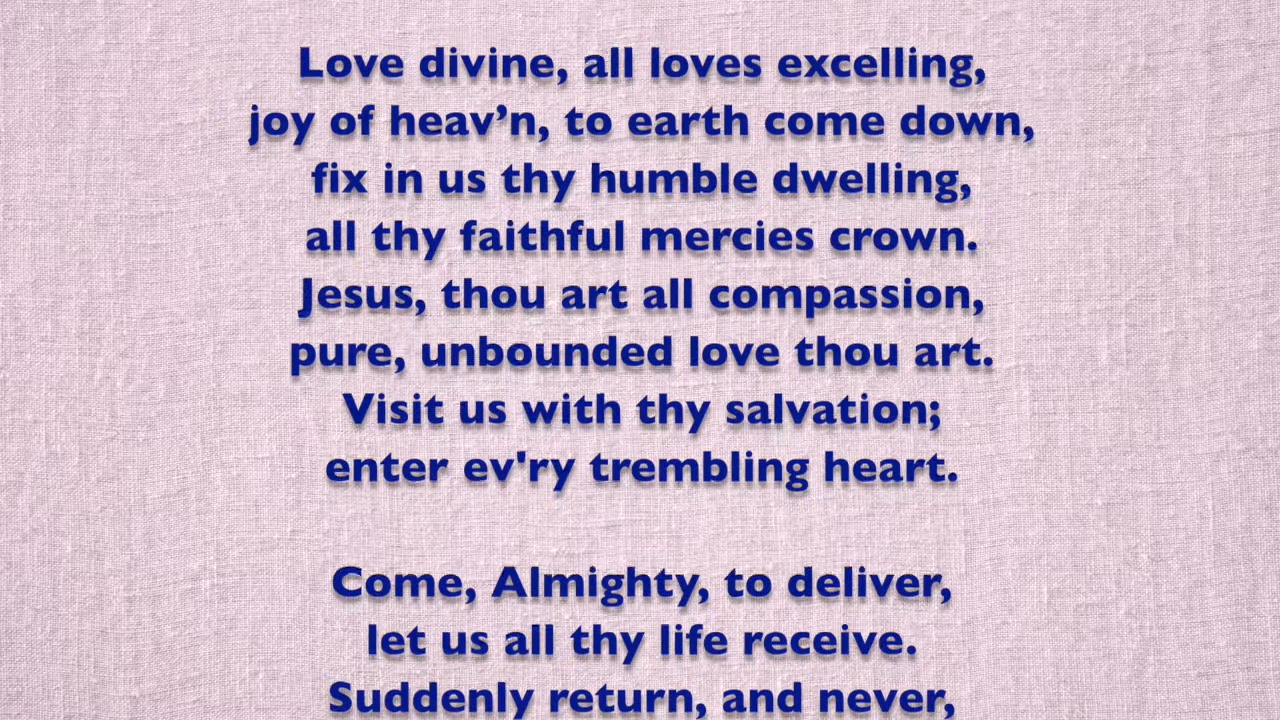 Love divine, all loves excelling,
joy of heav’n, to earth come down,
fix in us thy humble dwelling,
all thy faithful mercies crown.
Jesus, thou art all compassion,
pure, unbounded love thou art.
Visit us with thy salvation;
enter ev'ry trembling heart.
Come, Almighty, to deliver,
let us all thy life receive.
Suddenly return, and never,